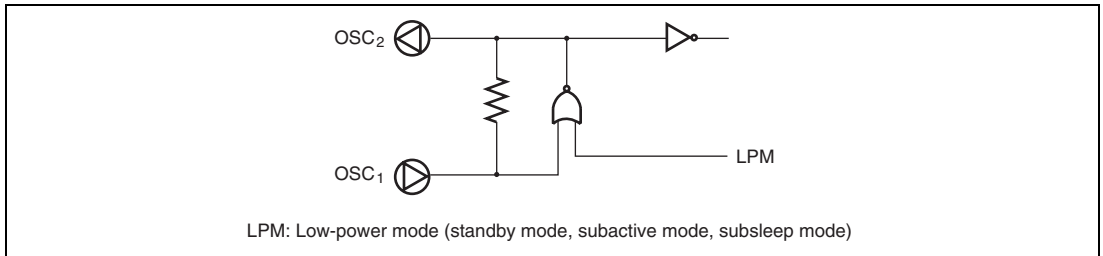 OSC2
LPM
OSC1
LPM: Low-power mode (standby mode, subactive mode, subsleep mode)